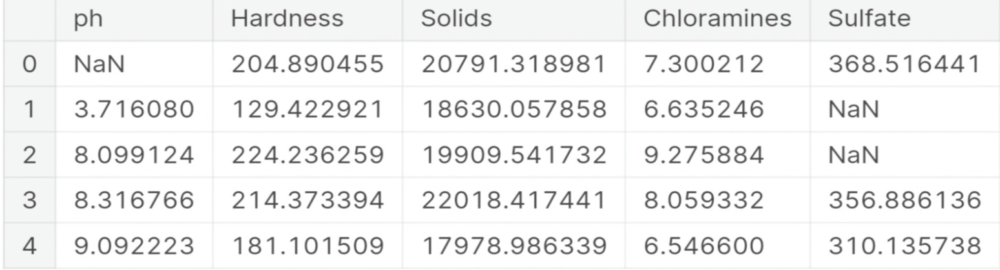 ph Hardness Solids Chloramines Sulfate
0 NaN 204.890455 20791.318981 7.300212 368.516441
1 3.716080 129.422921 18630.057858 6.635246 NaN
2 8.099124 224.236259 19909.541732 9.275884 NaN
3 8.316766 214.373394 22018.417441 8.059332 356.886136
4 9.092223 181.101509 17978.986339 6.546600 310.135738